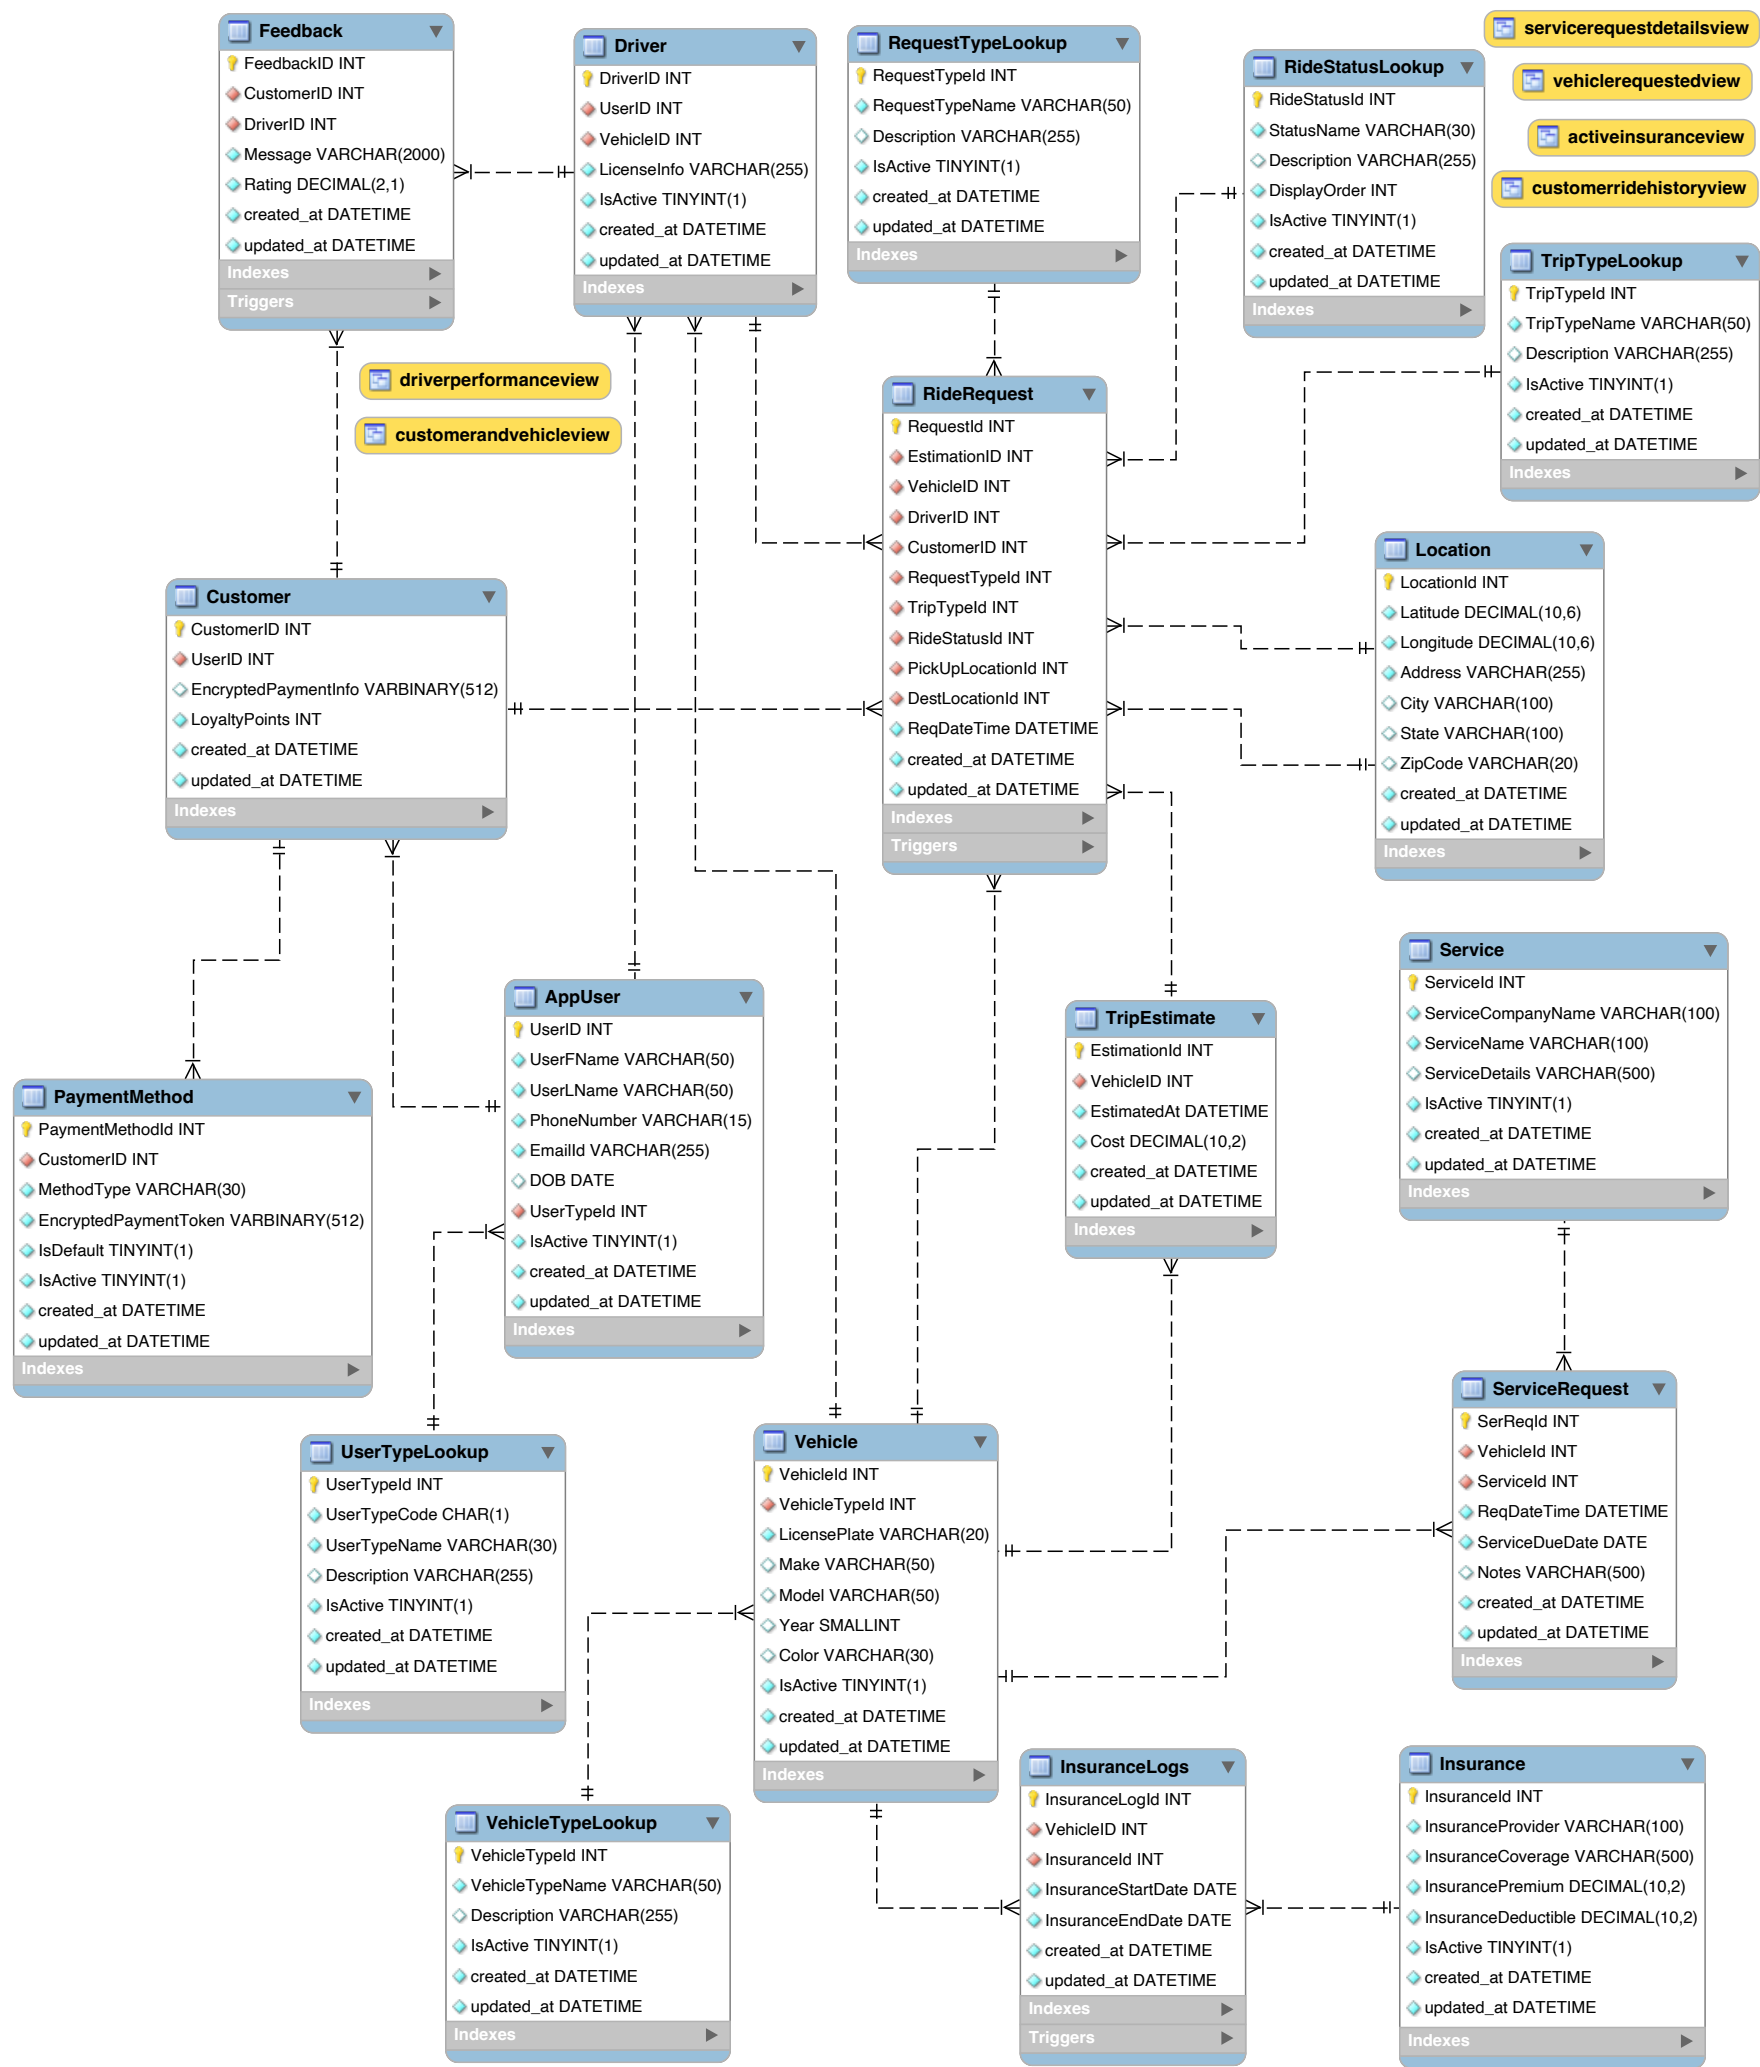 Feedback
FeedbackID INT
CustomerID INT
DriverID INT
Message VARCHAR(2000)
Rating DECIMAL(2,1)
created_at DATETIME
updated_at DATETIME
Indexes
Triggers
Driver
DriverID INT
UserID INT
VehicleID INT
LicenseInfo VARCHAR(255)
IsActive TINYINT(1)
created_at DATETIME
updated_at DATETIME
Indexes
RequestTypeLookup
RequestTypeId INT
RequestTypeName VARCHAR(50)
Description VARCHAR(255)
IsActive TINYINT(1)
created_at DATETIME
updated_at DATETIME
Indexes
RideStatusLookup
RideStatusId INT
StatusName VARCHAR(30)
Description VARCHAR(255)
DisplayOrder INT
IsActive TINYINT(1)
created_at DATETIME
updated_at DATETIME
Indexes
servicerequestdetailsview
vehiclerequestedview
activeinsuranceview
customerridehistoryview
TripTypeLookup
TripTypeId INT
TripTypeName VARCHAR(50)
Description VARCHAR(255)
IsActive TINYINT(1)
created_at DATETIME
updated_at DATETIME
Indexes
driverperformanceview
customerandvehicleview
RideRequest
RequestId INT
EstimationID INT
VehicleID INT
DriverID INT
CustomerID INT
RequestTypeId INT
TripTypeId INT
RideStatusId INT
PickUpLocationId INT
DestLocationId INT
ReqDateTime DATETIME
created_at DATETIME
updated_at DATETIME
Indexes
Triggers
Location
LocationId INT
Latitude DECIMAL(10,6)
Longitude DECIMAL(10,6)
Address VARCHAR(255)
City VARCHAR(100)
State VARCHAR(100)
ZipCode VARCHAR(20)
created_at DATETIME
updated_at DATETIME
Indexes
Customer
CustomerID INT
UserID INT
EncryptedPaymentInfo VARBINARY(512)
LoyaltyPoints INT
created_at DATETIME
updated_at DATETIME
Indexes
Service
ServiceId INT
ServiceCompanyName VARCHAR(100)
ServiceName VARCHAR(100)
ServiceDetails VARCHAR(500)
IsActive TINYINT(1)
created_at DATETIME
updated_at DATETIME
Indexes
AppUser
UserID INT
UserFName VARCHAR(50)
UserLName VARCHAR(50)
PhoneNumber VARCHAR(15)
EmailId VARCHAR(255)
DOB DATE
UserTypeId INT
IsActive TINYINT(1)
created_at DATETIME
updated_at DATETIME
Indexes
TripEstimate
EstimationId INT
VehicleID INT
EstimatedAt DATETIME
Cost DECIMAL(10,2)
created_at DATETIME
updated_at DATETIME
Indexes
PaymentMethod
PaymentMethodId INT
CustomerID INT
MethodType VARCHAR(30)
EncryptedPaymentToken VARBINARY(512)
IsDefault TINYINT(1)
IsActive TINYINT(1)
created_at DATETIME
updated_at DATETIME
Indexes
ServiceRequest
SerReqId INT
VehicleId INT
ServiceId INT
ReqDateTime DATETIME
ServiceDueDate DATE
Notes VARCHAR(500)
created_at DATETIME
updated_at DATETIME
Indexes
UserTypeLookup
UserTypeId INT
UserTypeCode CHAR(1)
UserTypeName VARCHAR(30)
Description VARCHAR(255)
IsActive TINYINT(1)
created_at DATETIME
updated_at DATETIME
Indexes
Vehicle
VehicleId INT
VehicleTypeId INT
LicensePlate VARCHAR(20)
Make VARCHAR(50)
Model VARCHAR(50)
Year SMALLINT
Color VARCHAR(30)
IsActive TINYINT(1)
created_at DATETIME
updated_at DATETIME
Indexes
VehicleTypeLookup
VehicleTypeId INT
VehicleTypeName VARCHAR(50)
Description VARCHAR(255)
IsActive TINYINT(1)
created_at DATETIME
updated_at DATETIME
Indexes
InsuranceLogs
InsuranceLogId INT
VehicleID INT
InsuranceId INT
InsuranceStartDate DATE
InsuranceEndDate DATE
created_at DATETIME
updated_at DATETIME
Indexes
Triggers
Insurance
InsuranceId INT
InsuranceProvider VARCHAR(100)
InsuranceCoverage VARCHAR(500)
InsurancePremium DECIMAL(10,2)
InsuranceDeductible DECIMAL(10,2)
IsActive TINYINT(1)
created_at DATETIME
updated_at DATETIME
Indexes